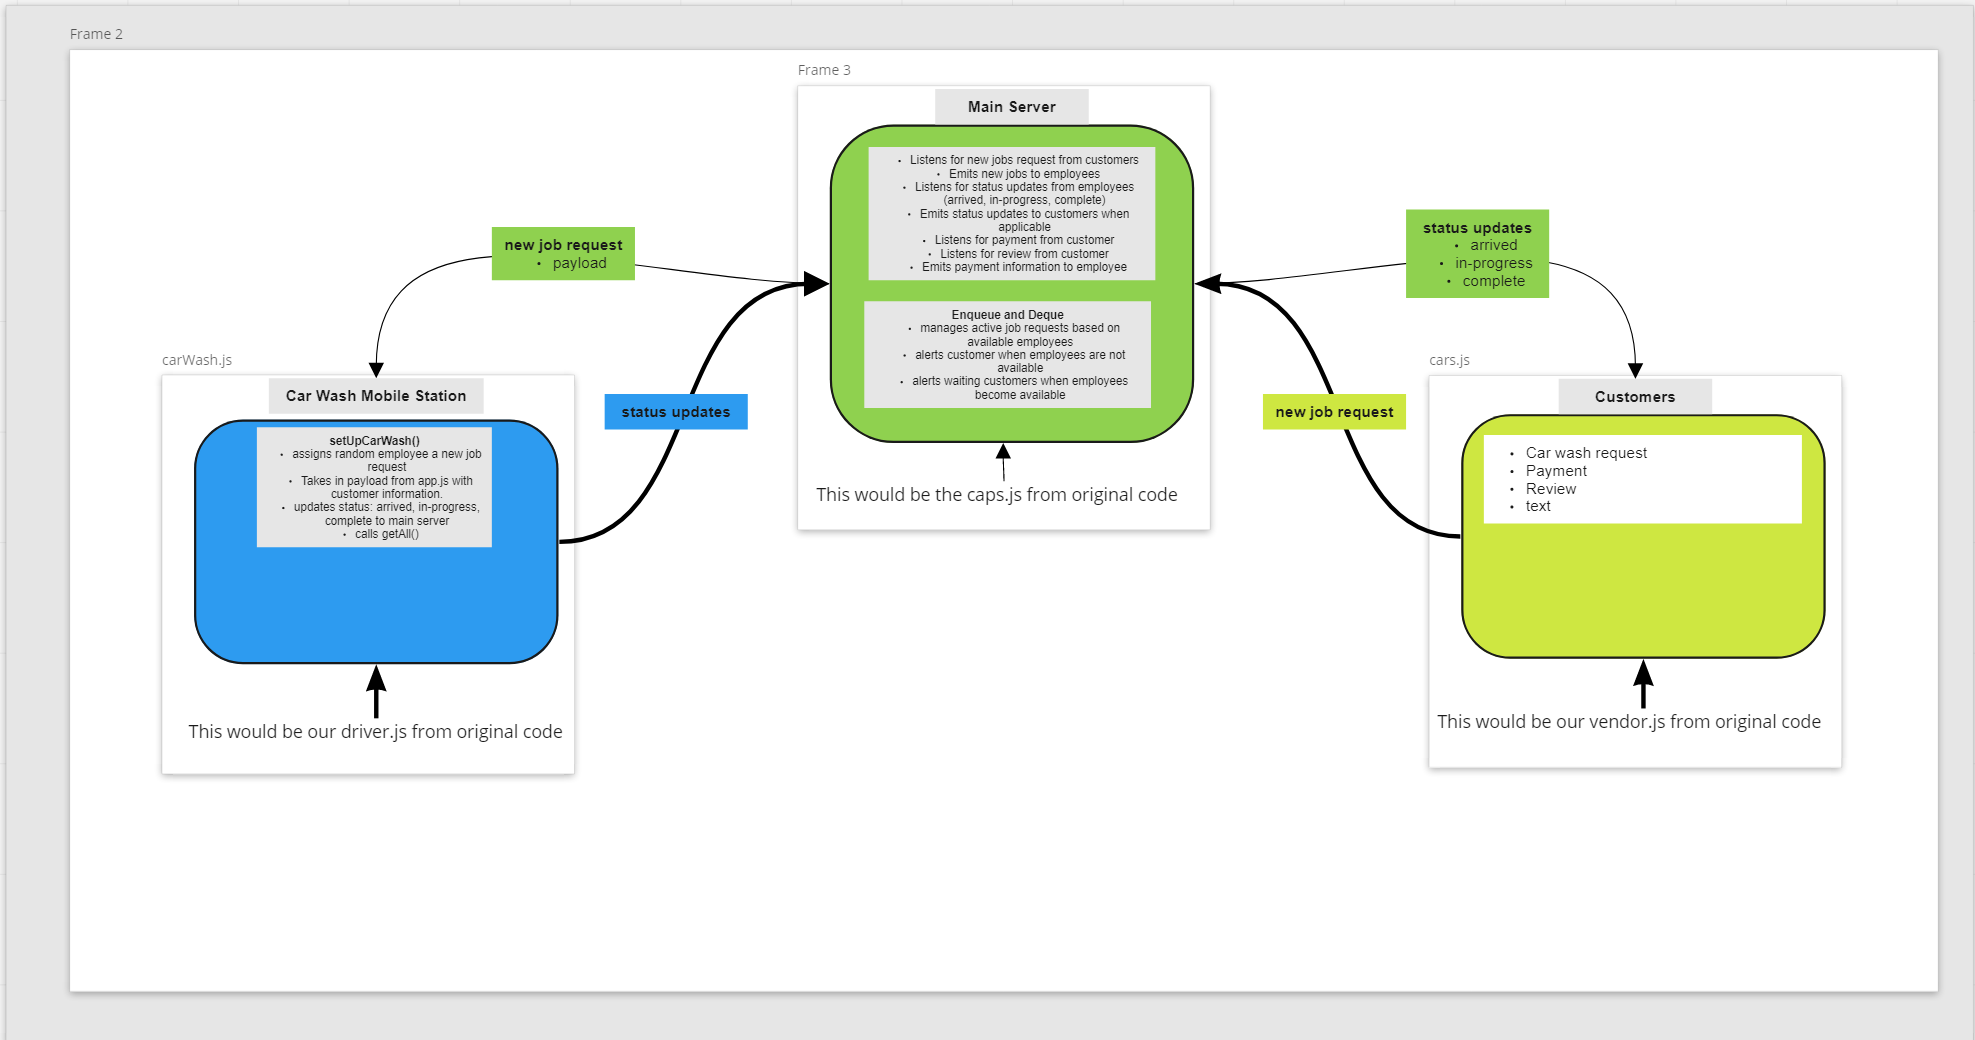 Frame 2
Frame 3
Main Server
• Listens for new jobs request from customers
• Emits new jobs to employees
• Listens for status updates from employees
(arrived, in-progress, complete)
• Emits status updates to customers when
applicable
• Listens for payment from customer
• Listens for review from customer
• Emits payment information to employee
Enqueue and Deque
• manages active job requests based on
available employees
• alerts customer when employees are not
available
• alerts waiting customers when employees
become available
This would be the caps.js from original code
new job request
• payload
status updates
• arrived
• in-progress
• complete
status updates
new job request
carWash.js
Car Wash Mobile Station
setUpCarWash()
• assigns random employee a new job
request
• Takes in payload from app.js with
customer information.
• updates status: arrived, in-progress,
complete to main server
• calls getAll()
This would be our driver.js from original code
cars.js
Customers
• Car wash request
• Payment
• Review
• text
This would be our vendor.js from original code